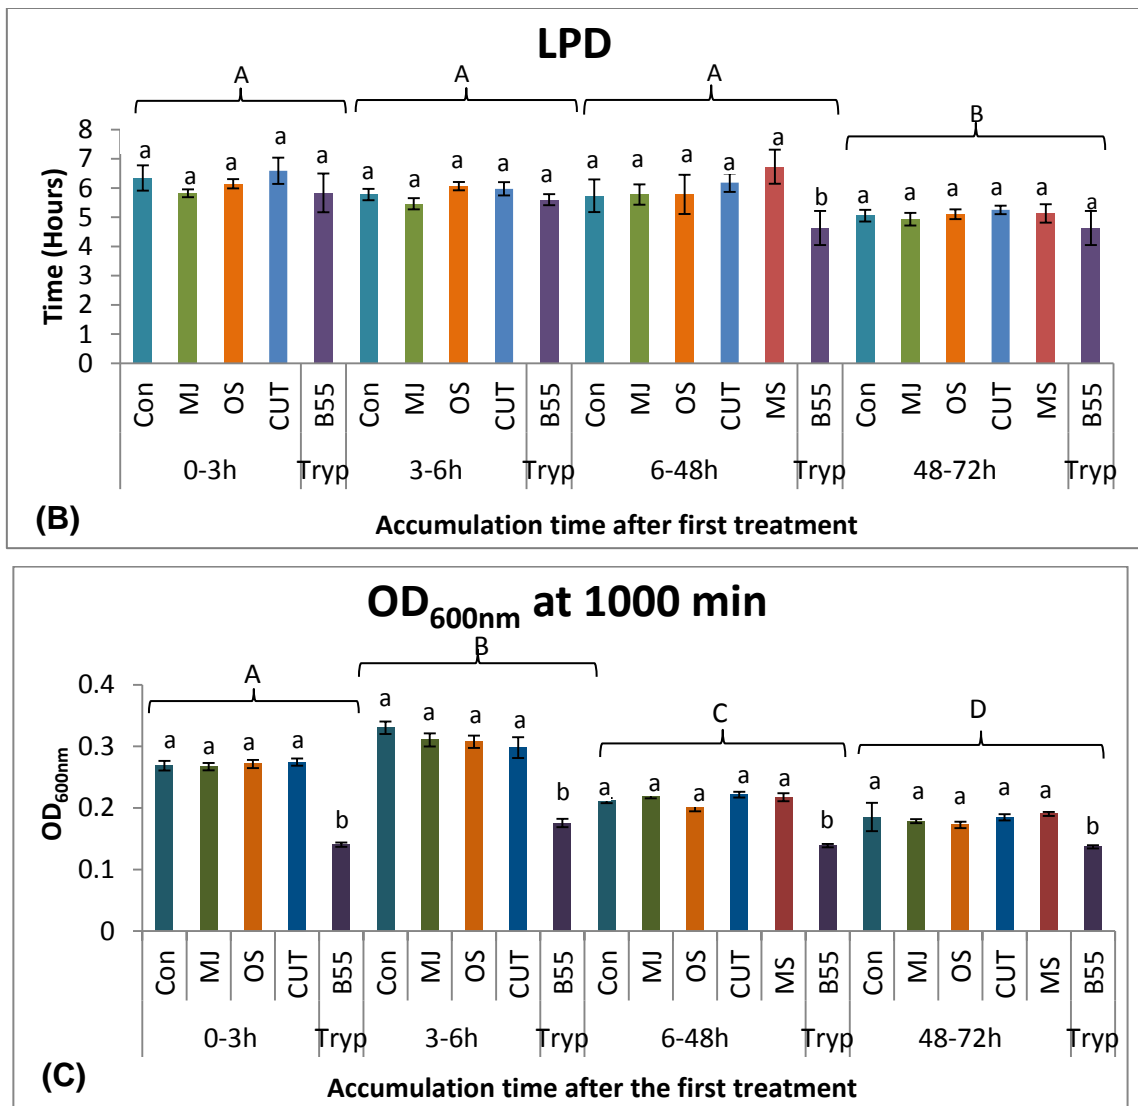 LPD
A A A B
8
7
6
5
4
3
2
1
0
Time (Hours)
a a a a a a a a a a a a a a a b a a a a a a
Con MJ OS CUT B55 Con MJ OS CUT B55 Con MJ OS CUT MS B55 Con MJ OS CUT MS B55
0-3h Tryp 3-6h Tryp 6-48h Tryp 48-72h Tryp
(B)
Accumulation time after first treatment
OD600nm at 1000 min
A B C D
0.4
0.3
0.2
0.1
0
OD600nm
a a a a b a a a a b a a a a a b a a a a a b
Con MJ OS CUT B55 Con MJ OS CUT B55 Con MJ OS CUT MS B55 Con MJ OS CUT MS B55
0-3h Tryp 3-6h Tryp 6-48h Tryp 48-72h Tryp
(C)
Accumulation time after the first treatment